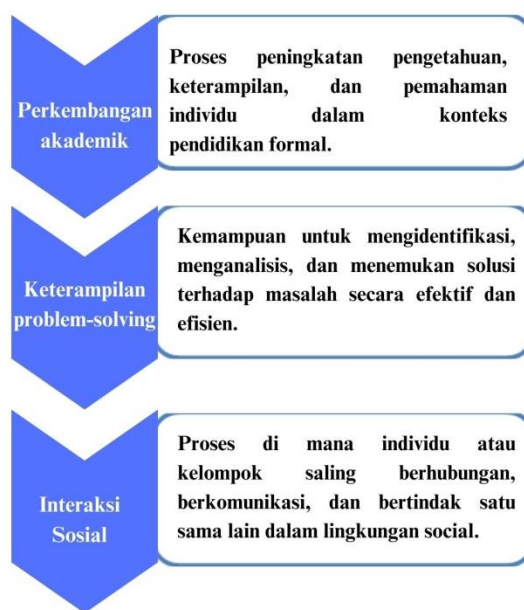 Perkembangan
akademik
Proses peningkatan pengetahuan,
keterampilan, dan pemahaman
individu dalam konteks
pendidikan formal.
Keterampilan
problem-solving
Kemampuan untuk mengidentifikasi,
menganalisis, dan menemukan solusi
terhadap masalah secara efektif dan
efisien.
Interaksi
Sosial
Proses di mana individu atau
kelompok saling berhubungan,
berkomunikasi, dan bertindak satu
sama lain dalam lingkungan social.